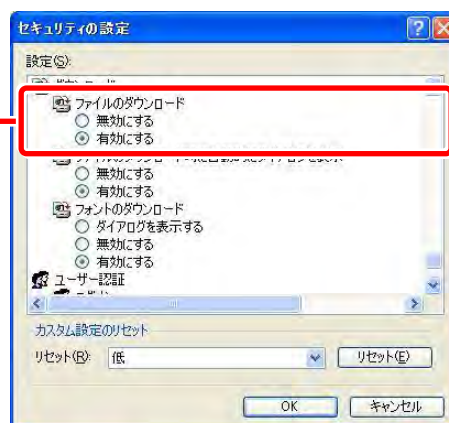 セキュリティの設定
設定(S):
ファイルのダウンロード
無効にする
有効にする
無効にする
有効にする
フォントのダウンロード
ダイアログを表示する
無効にする
有効にする
ユーザー認証
カスタム設定のリセット
リセット(R): 低 リセット(E)
OK キャンセル